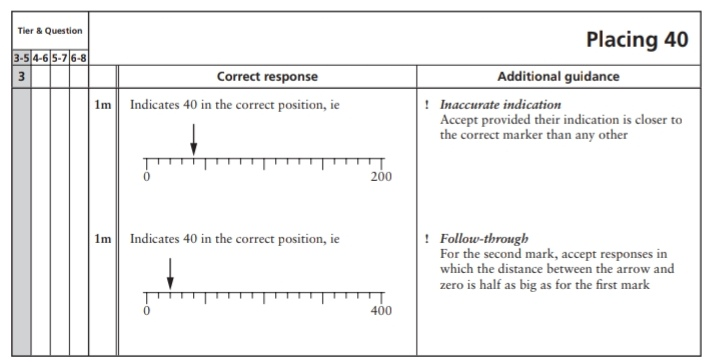 Tier & Question
Placing 40
3-5 4-6 5-7 6-8
3
Correct response
Additional guidance
1m
Indicates 40 in the correct position, ie
! Inaccurate indication
Accept provided their indication is closer to
the correct marker than any other
0
200
1m
Indicates 40 in the correct position, ie
! Follow-through
For the second mark, accept responses in
which the distance between the arrow and
zero is half as big as for the first mark
0
400